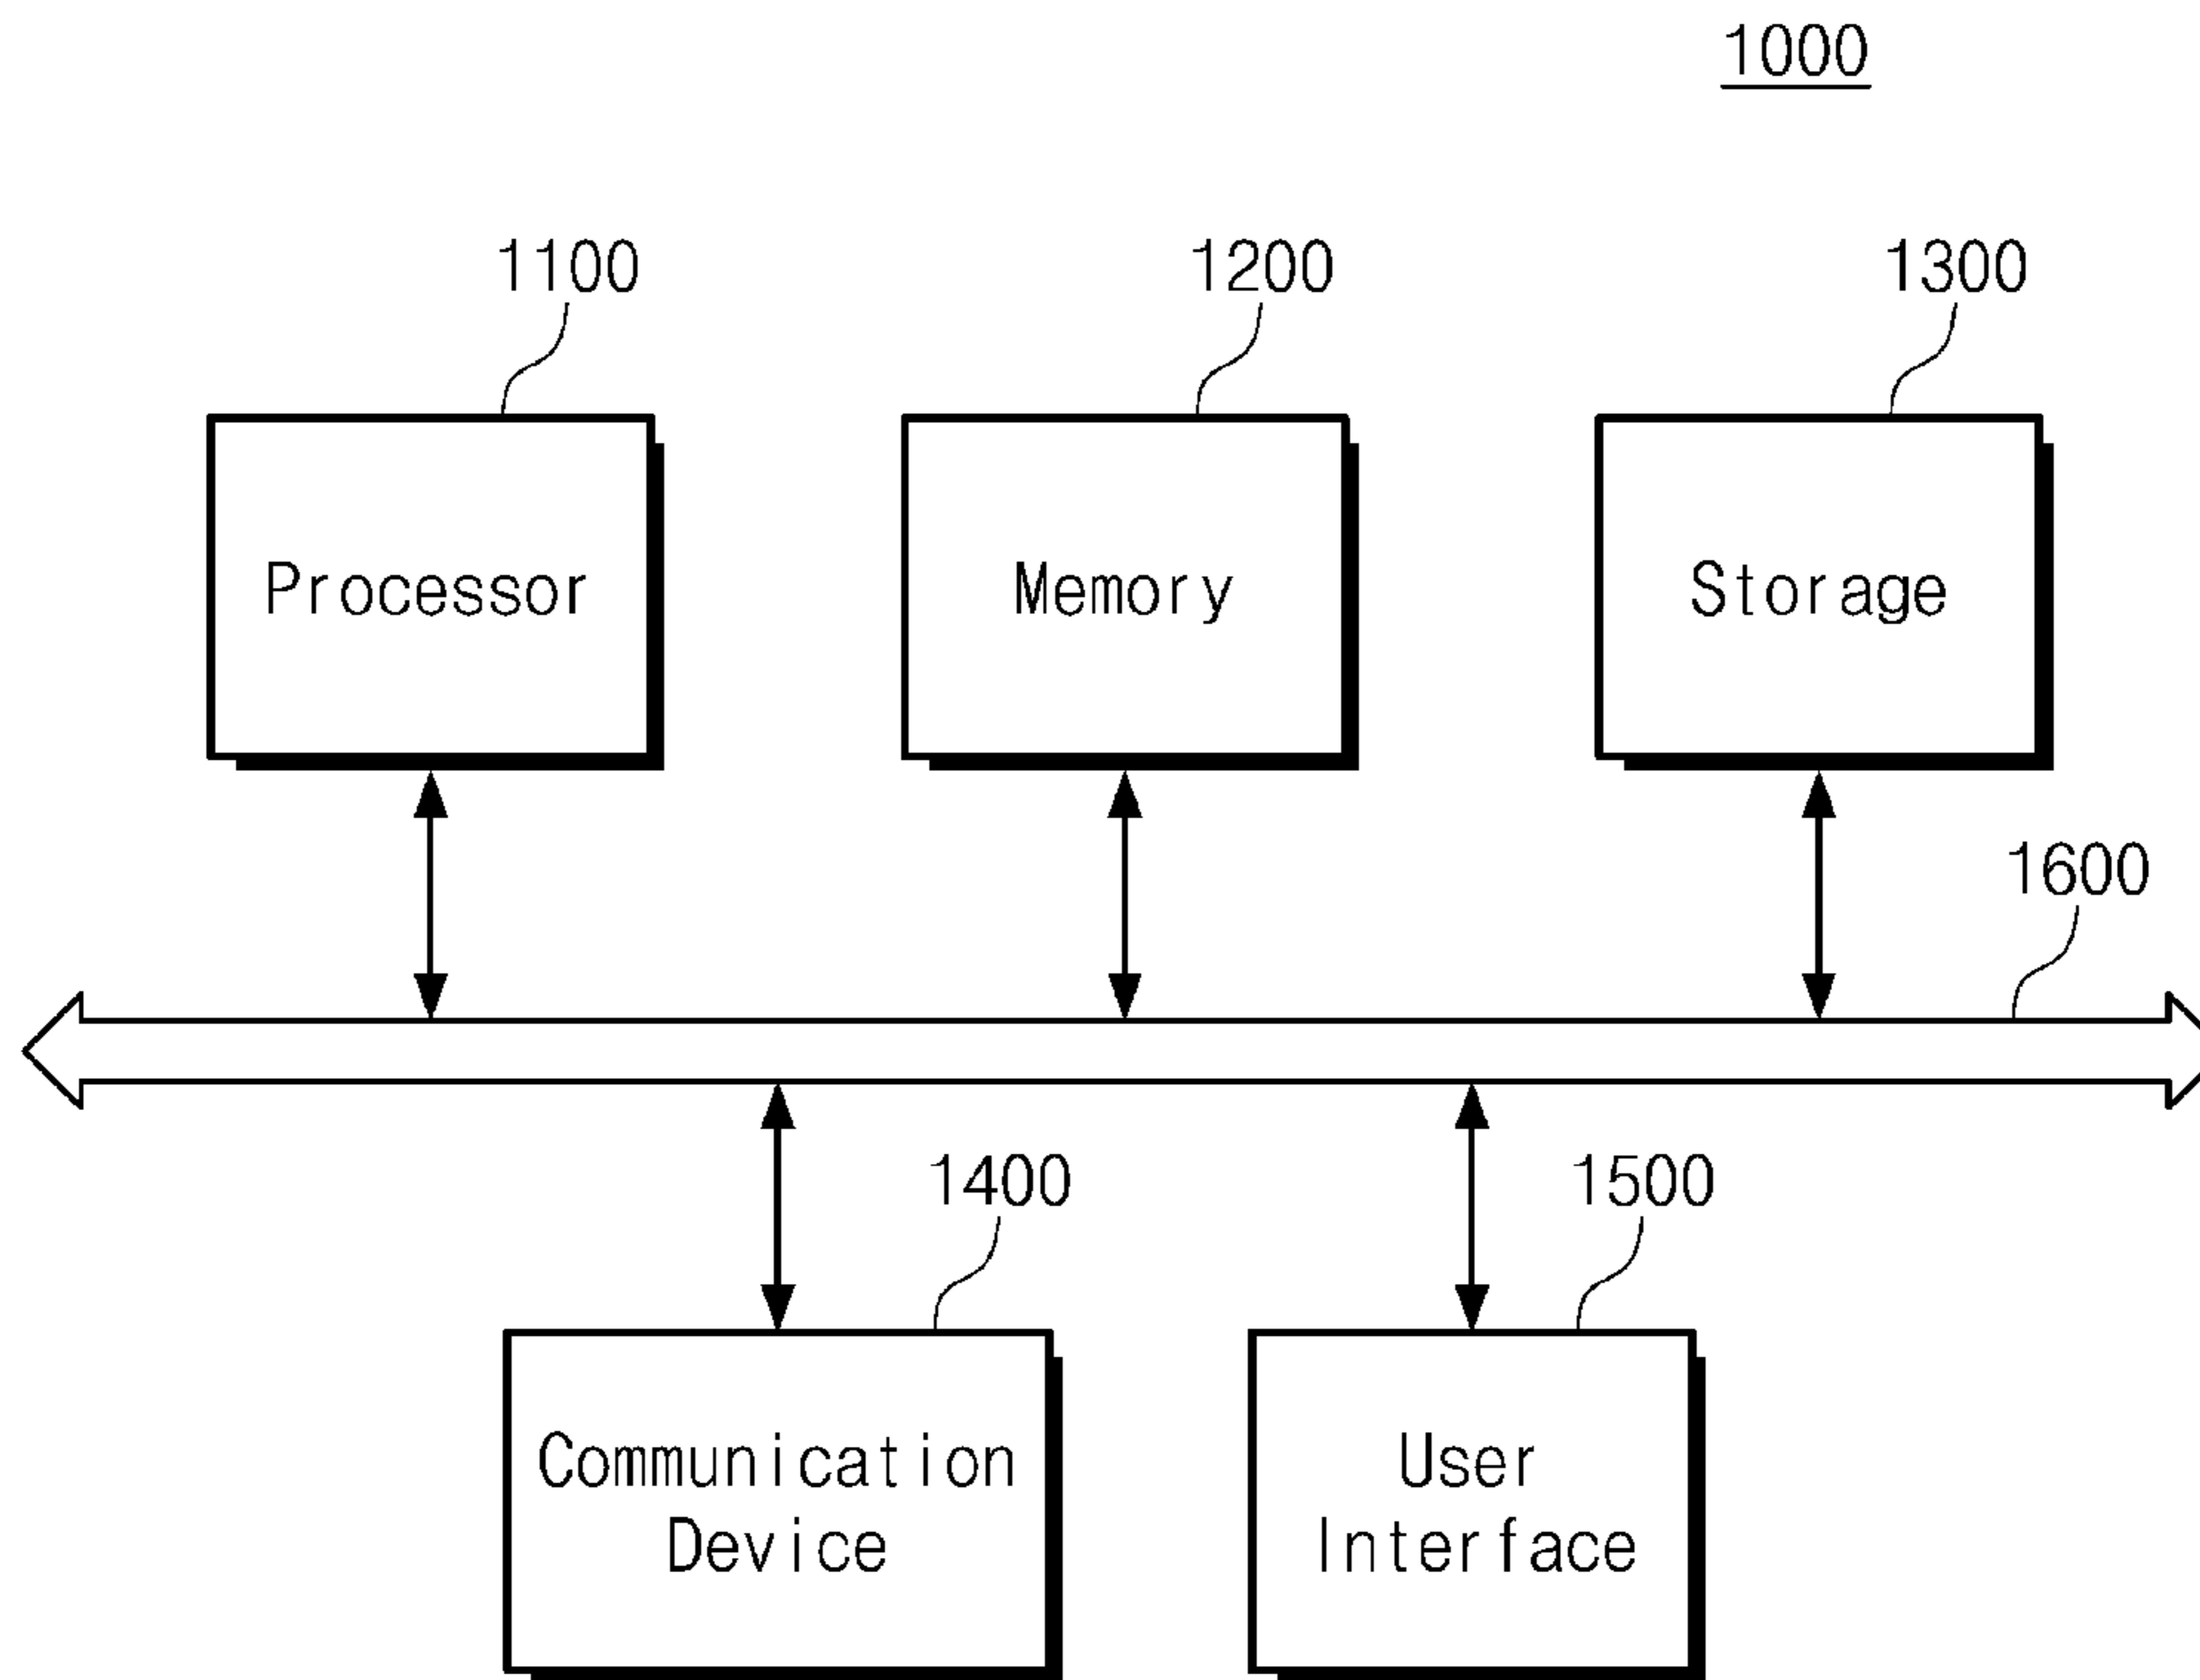 1000
1100
1200
1300
Processor
Memory
Storage
1600
1400
1500
Communication
Device
User
Interface